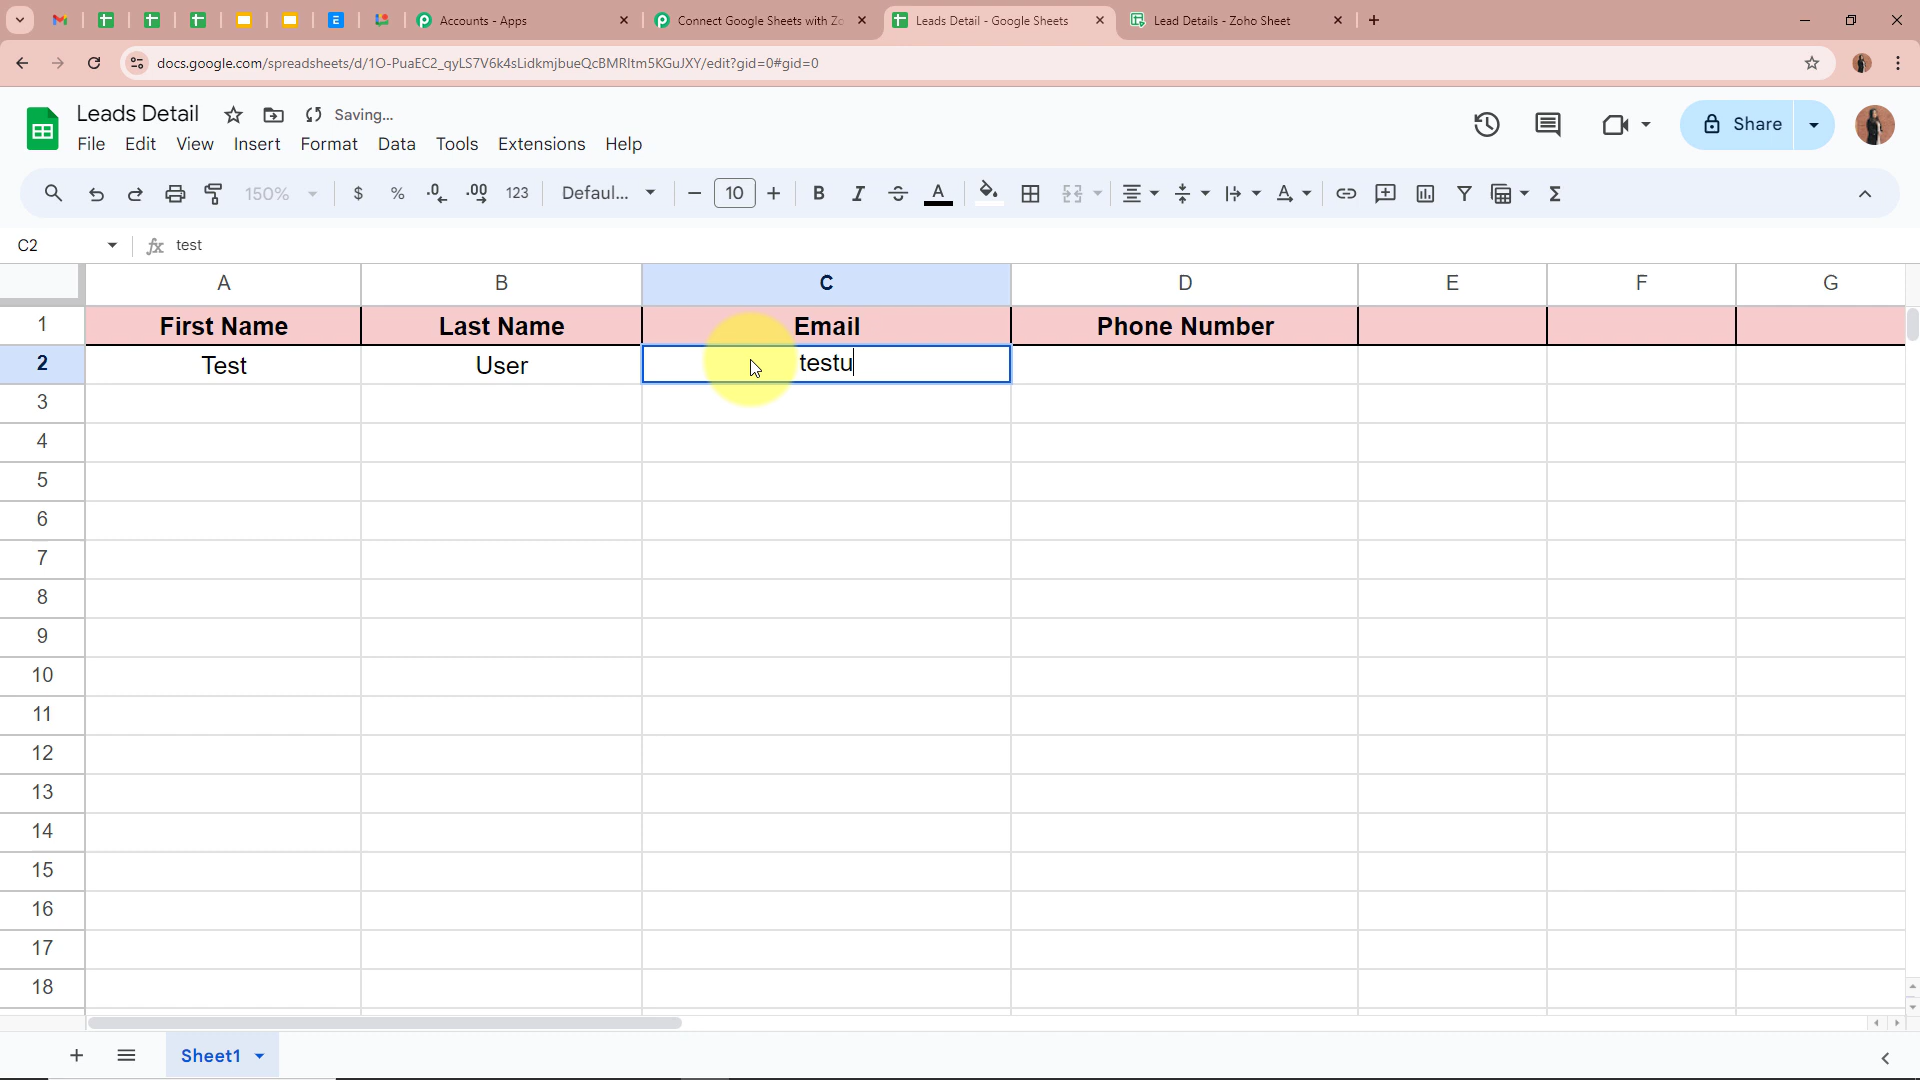 Accounts - Apps
Connect Google Sheets with Zo
Leads Detail - Google Sheets
Lead Details - Zoho Sheet
docs.google.com/spreadsheets/d/1O-PuaEC2_qyLS7V6k4sLidkmjbueQcBMRItm5KGuJXY/edit?gid=0#gid=0
Leads Detail
Saving...
File Edit View Insert Format Data Tools Extensions Help
Share
150% $ % .0 .00 123 Defaul... 10 B I S A
C2 fx test
A B C D E F G
1 First Name Last Name Email Phone Number
2 Test User testu
3
4
5
6
7
8
9
10
11
12
13
14
15
16
17
18
Sheet1